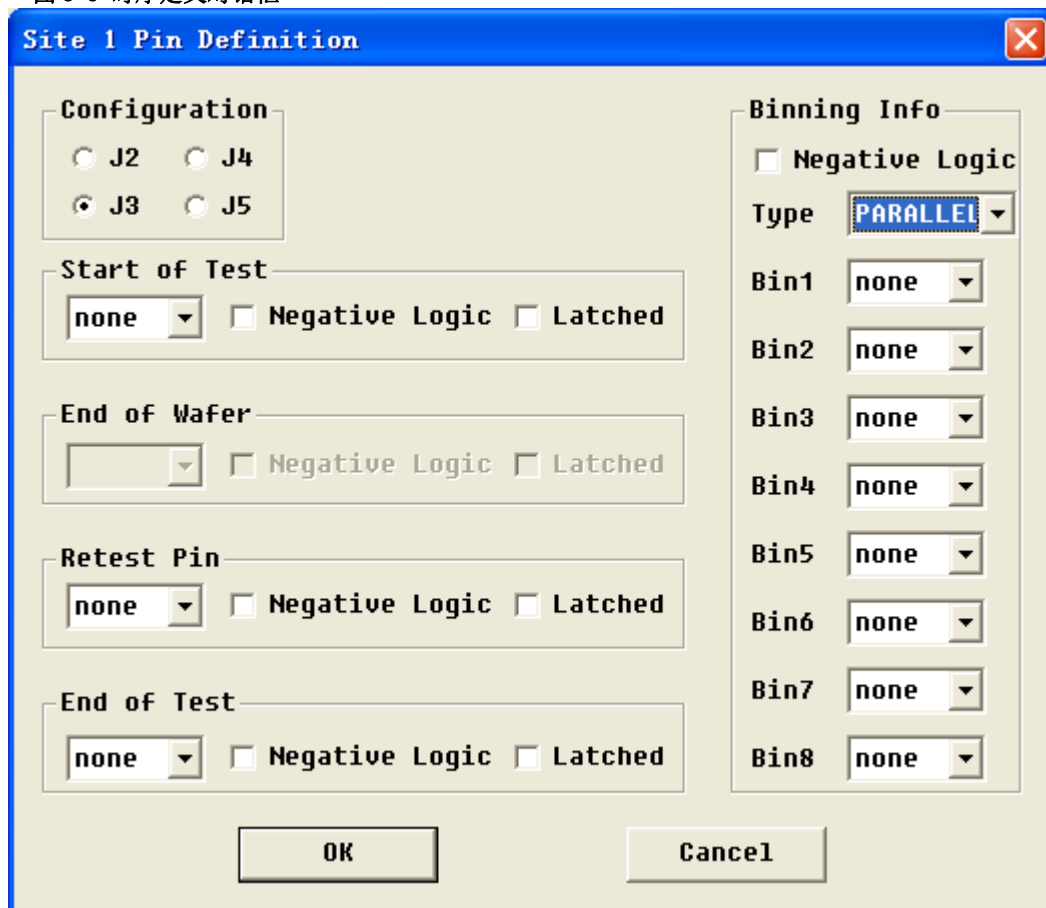 Site 1 Pin Definition
Configuration
J2 J4
J3 J5
Start of Test
none Negative Logic Latched
End of Wafer
Negative Logic Latched
Retest Pin
none Negative Logic Latched
End of Test
none Negative Logic Latched
Binning Info
Negative Logic
Type PARALLEL
Bin1 none
Bin2 none
Bin3 none
Bin4 none
Bin5 none
Bin6 none
Bin7 none
Bin8 none
OK Cancel